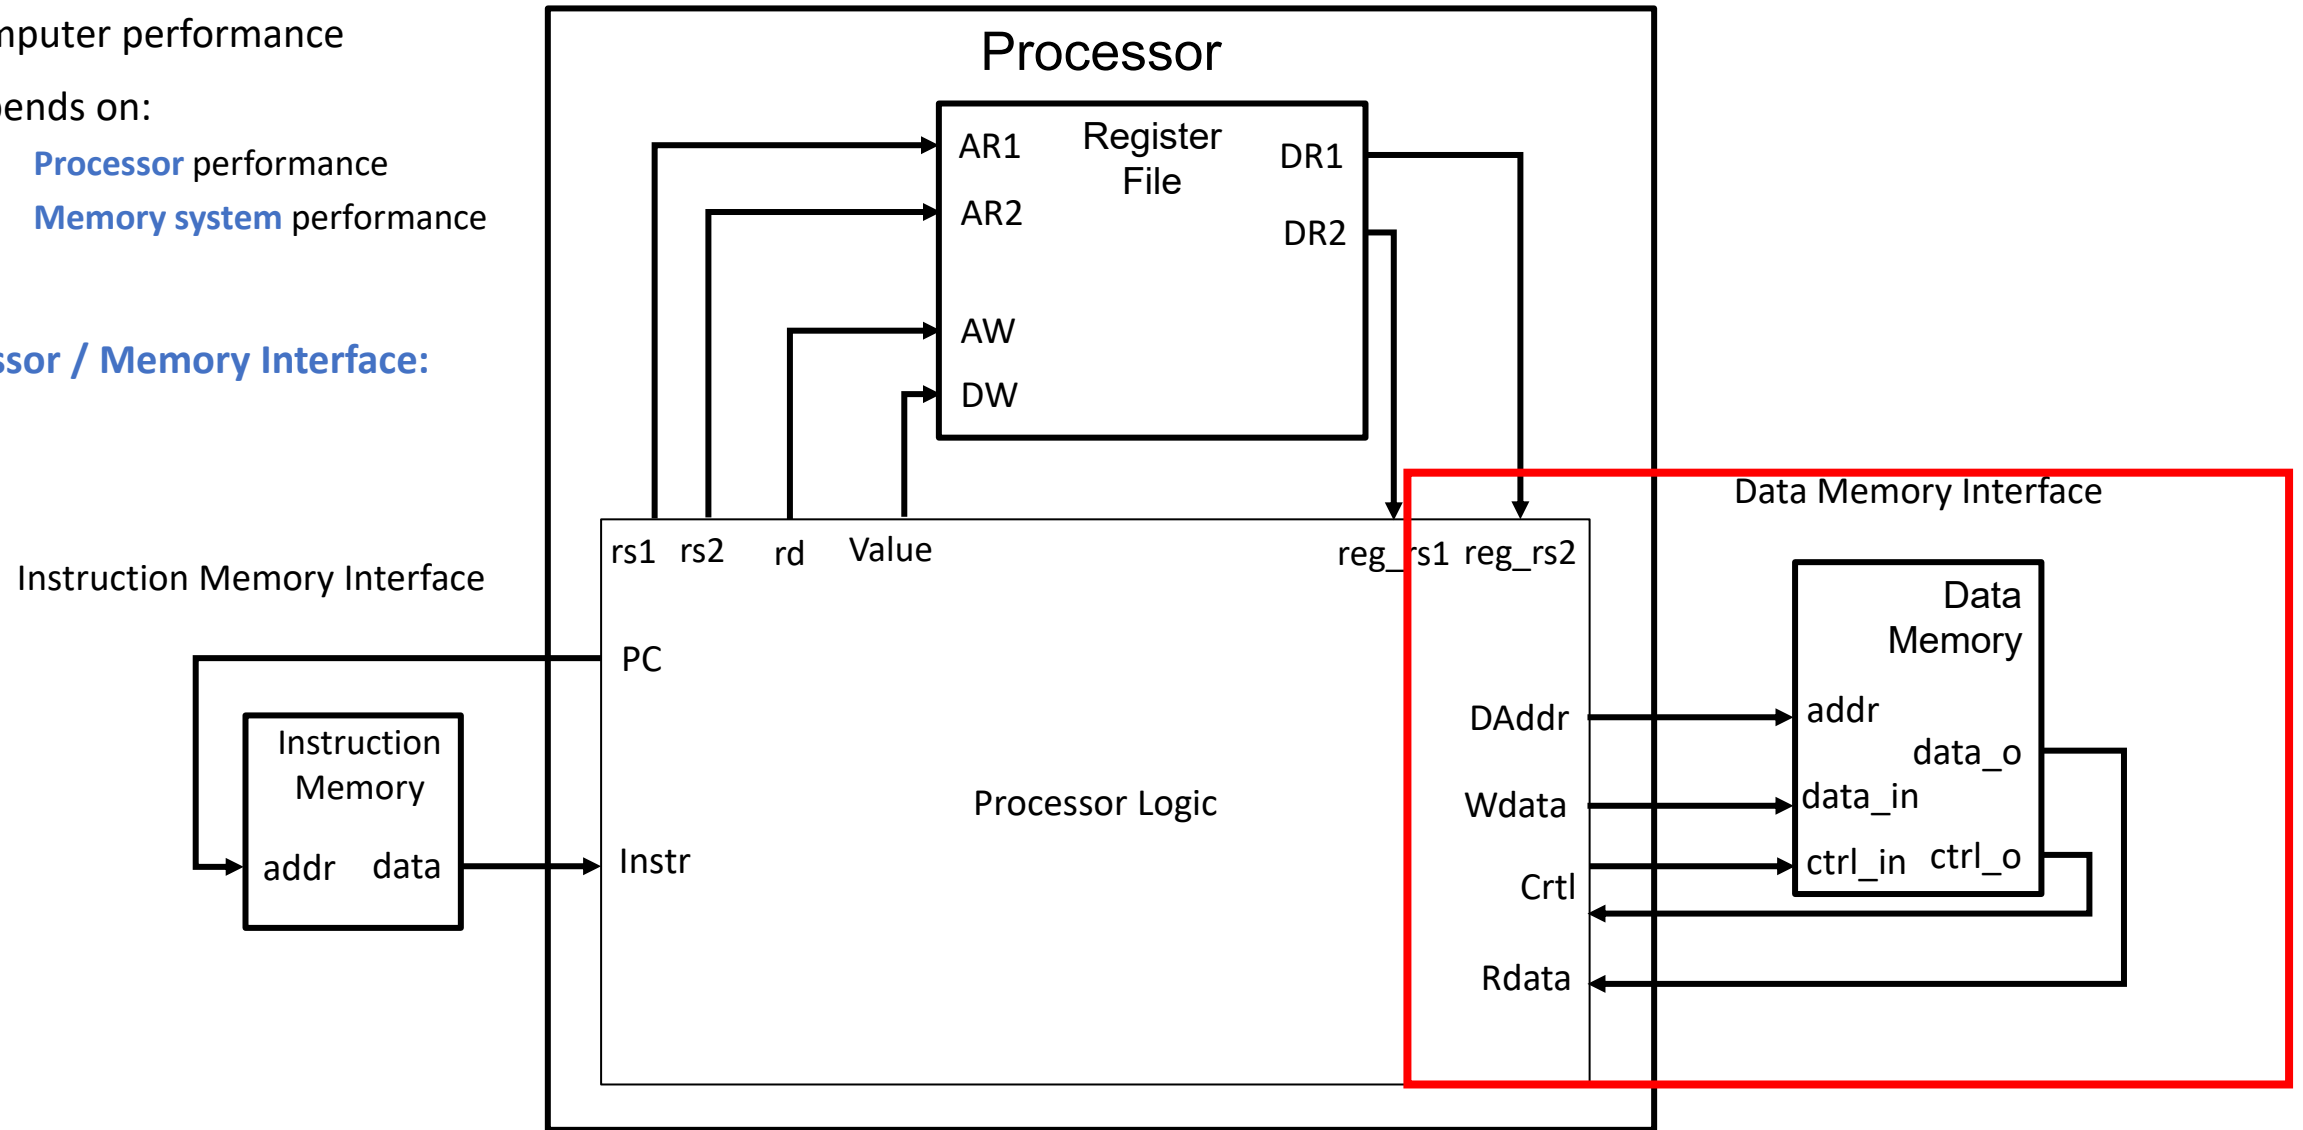 mputer performance
pends on:
Processor performance
Memory system performance
ssor / Memory Interface:
Processor
Register
File
AR1
AR2
AW
DW
DR1
DR2
rs1 rs2 rd Value
reg_rs1 reg_rs2
Data Memory Interface
Instruction Memory Interface
PC
Instr
Processor Logic
DAddr
Wdata
Crtl
Rdata
Instruction
Memory
addr data
Data
Memory
addr
data_o
data_in
ctrl_in ctrl_o